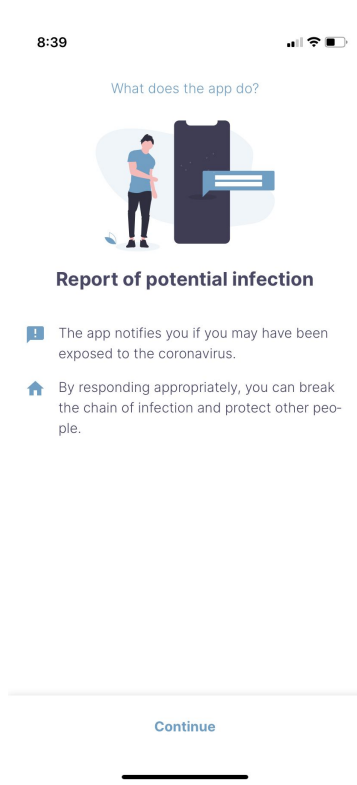 8:39
What does the app do?
Report of potential infection
The app notifies you if you may have been
exposed to the coronavirus.
By responding appropriately, you can break
the chain of infection and protect other peo-
ple.
Continue